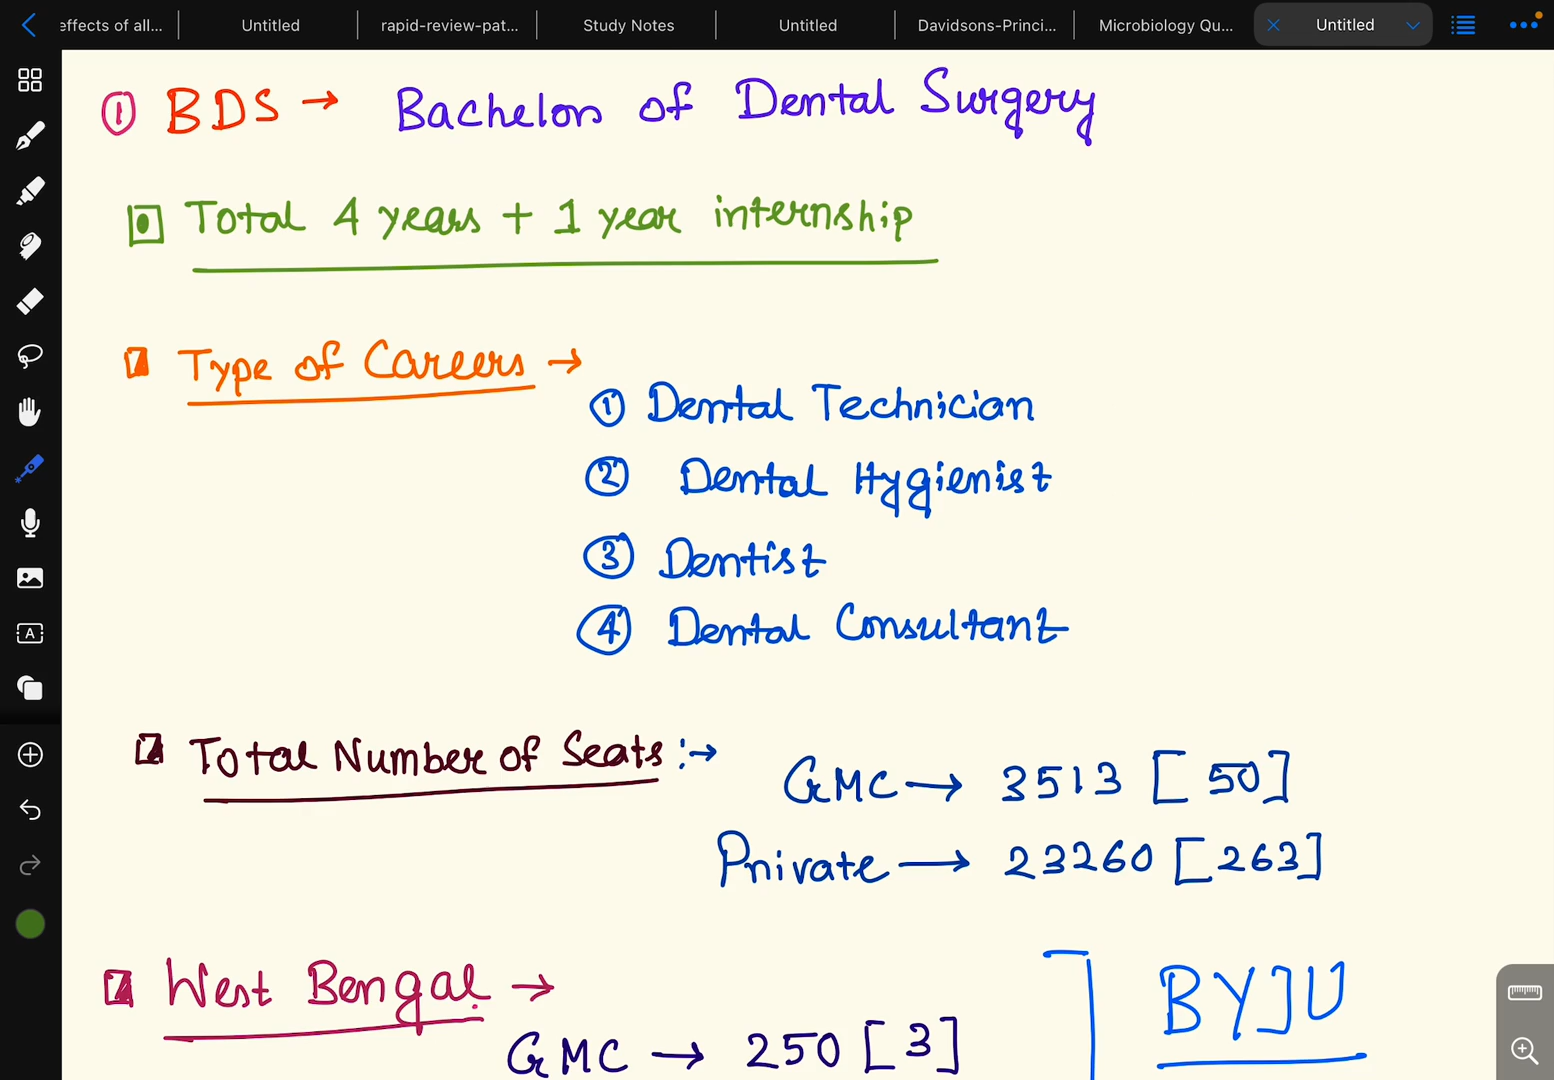 effects of all... Untitled rapid-review-pat... Study Notes Untitled Davidsons-Princi... Microbiology Qu... Untitled
① BDS → Bachelors of Dental Surgery
Total 4 years + 1 year internship
Type of Careers →
① Dental Technician
② Dental Hygienist
③ Dentist
④ Dental Consultant
Total Number of Seats :→
GMC → 3513 [50]
Private → 23260 [263]
West Bengal →
BYJU
GMC → 250 [3]